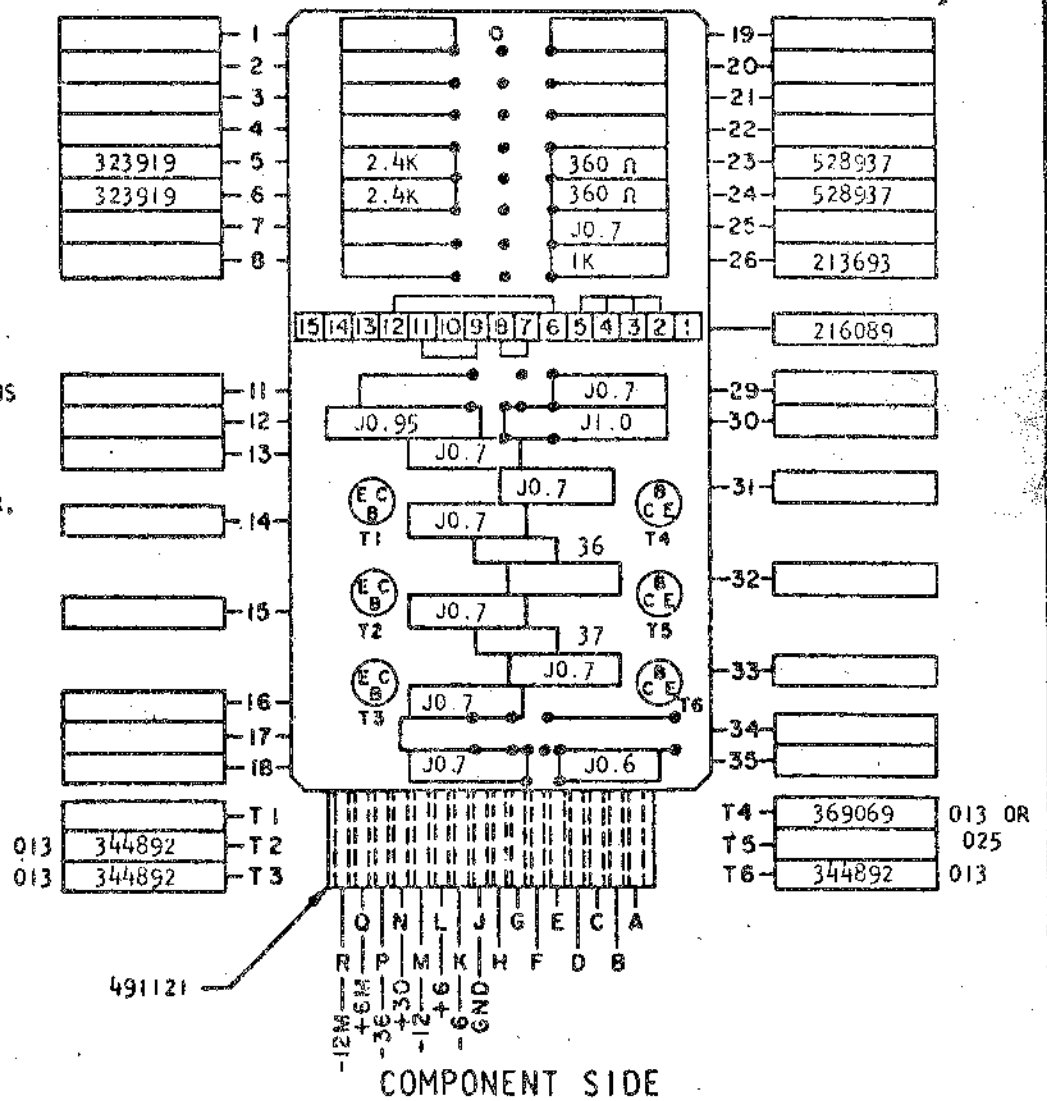 1 O 19
2 20
3 21
4 22
323919 5 2.4K 360 Ω 23 528937
323919 6 2.4K 360 Ω 24 528937
7 J0.7 25
8 1K 26 213693
15 14 13 12 11 10 9 8 7 6 5 4 3 2 1 216089
11 J0.7 29
12 J0.95 J1.0 30
13 J0.7
J0.7 31
E C B B C E
14 J0.7
T1 T4
36
E C B B C E 32
15 J0.7
T2 T5
37
E C B J0.7 B C E 33
16 J0.7
T3 T6
17 34
18 J0.7 J0.6 35
T1 T4 369069 013 OR
013 344892 T2 T5 025
013 344892 T3 T6 344892 013
Q N L J G E C A
R P M K H F D B
491121
-12M +6M -36 +30 -12 +6 -6 GND
COMPONENT SIDE